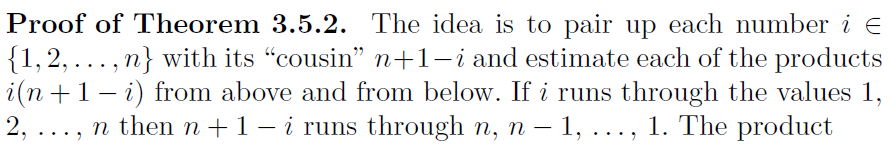 Proof of Theorem 3.5.2. The idea is to pair up each number i ∈
{1, 2, . . . , n} with its “cousin” n+1−i and estimate each of the products
i(n + 1 − i) from above and from below. If i runs through the values 1,
2, . . . , n then n + 1 − i runs through n, n − 1, . . . , 1. The product